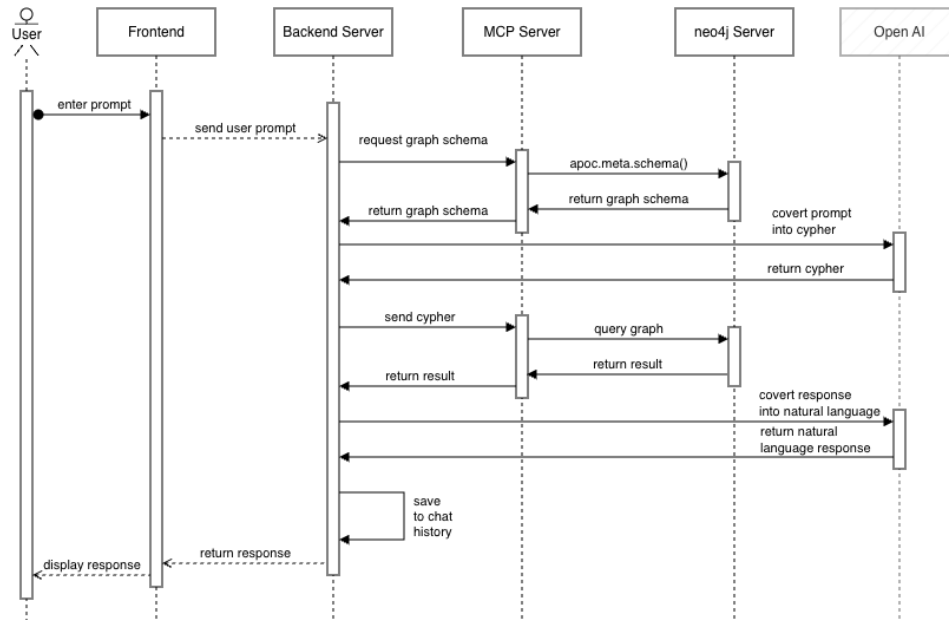 User
Frontend
Backend Server
MCP Server
neo4j Server
Open AI
enter prompt
send user prompt
request graph schema
apoc.meta.schema()
return graph schema
return graph schema
covert prompt
into cypher
return cypher
send cypher
query graph
return result
return result
covert response
into natural language
return natural
language response
save
to chat
history
return response
display response